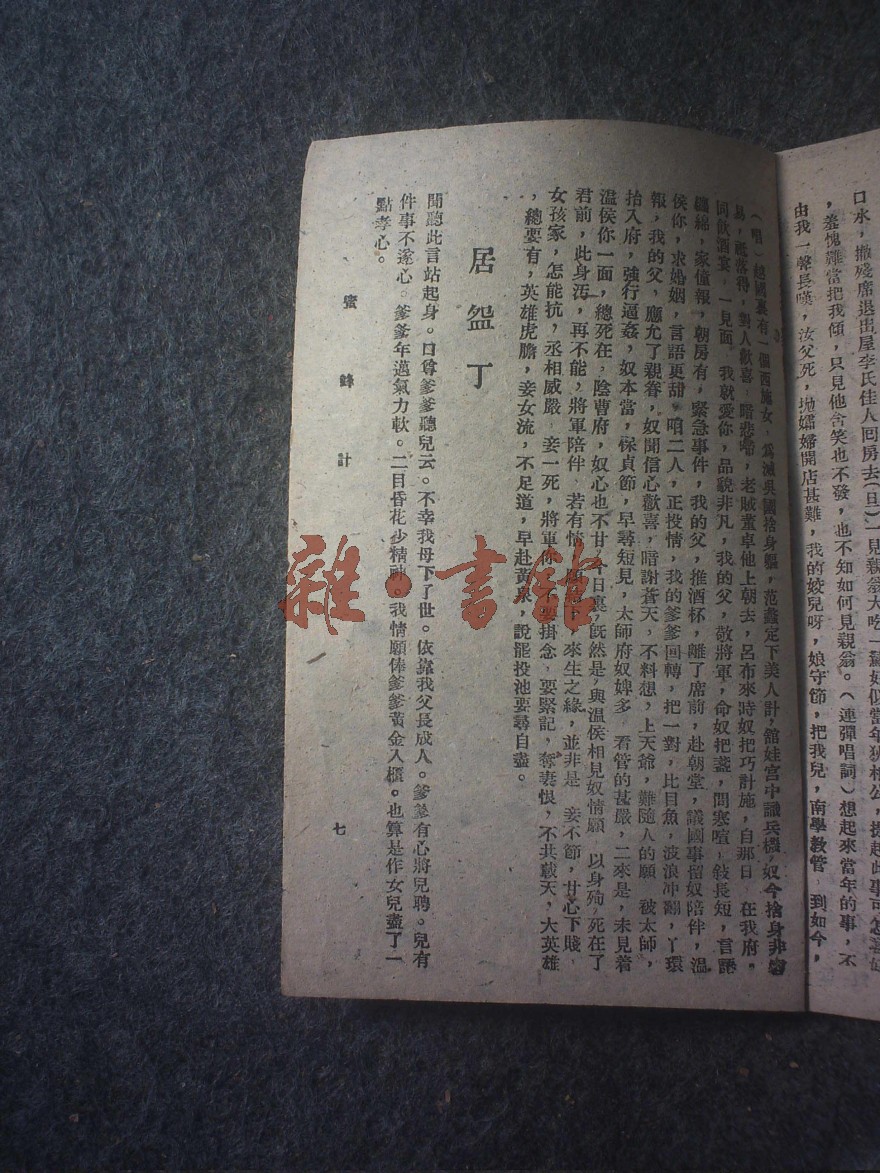 口水，撤殘席退出屋李氏佳人回房去（旦）一見親翁大吃一驚好似當年狄相公，提起此事可怎
，羞愧難當把我傾，只見他含笑也不發，也不知如何見親翁。（連彈唱詞）想起來當年的事，不
由我一聲長嘆，汝父死，拋孀婦開店甚難，我的姣兒呀，娘守節，把我兒，南學教管 到如今，
（唱）越國裏有一個西施女、爲滅吳國捨身軀，范蠡定下美人計，舘娃宮中識兵機，奴今捨身非容
易，祗落得，對人歡喜 暗悲啼，老賊董卓他上朝去，呂布來時奴把巧計施，自那日 在我府。
同飲酒宴，一見面，我就愛你，品貌非凡，我的父，敬將軍，命奴把盞，問寒暄，敍長短，言語
纏綿，家僮報，朝房有，緊急事件，我的父，推酒杯，離了席前，赴朝堂，議國事留奴陪伴，溫
侯你，求婚姻，言語更甜，咱二人，正投情，我的爹爹回轉，把一對，比目魚，波浪冲翻，丫環
報，我的父，應允了親眷，奴聞信心歡喜，暗謝蒼天，不料想，上天爺，難隨人的願 被太師，
抬入府，強行逼姦，奴本當，保貞節，早尋短見，太師府奴婢多 看管的甚嚴，二來是，未見着
溫侯你一面，總死在，陰曹府，奴心也不甘，今日裏，旣然是，與溫侯相見奴情願 以身殉，死在了
君前，此身汚，再不能，將軍陪伴 若有情 來生之緣，並非是 妾不節，甘心下賤，
女孩家，怎能抗，丞相威嚴 妾一死，將軍你 掛念，要緊記，奪妻恨，不共戴天，大英雄
，總要有，英雄虎膽，妾女流，不足道，早赴黃泉，說罷投池要尋自盡。
居㿽丁
聞聽此言站起身。口尊爹爹聽兒云。不幸我母下了世。依靠我父長成人。爹爹有心將兒聘。兒有
件事不遂心。爹爹年邁氣力軟。二目昏花少精神。我情願俸爹爹黃金入櫃。也算是作女兒盡了一
點孝心。
蜜蜂計
七
雜·書館